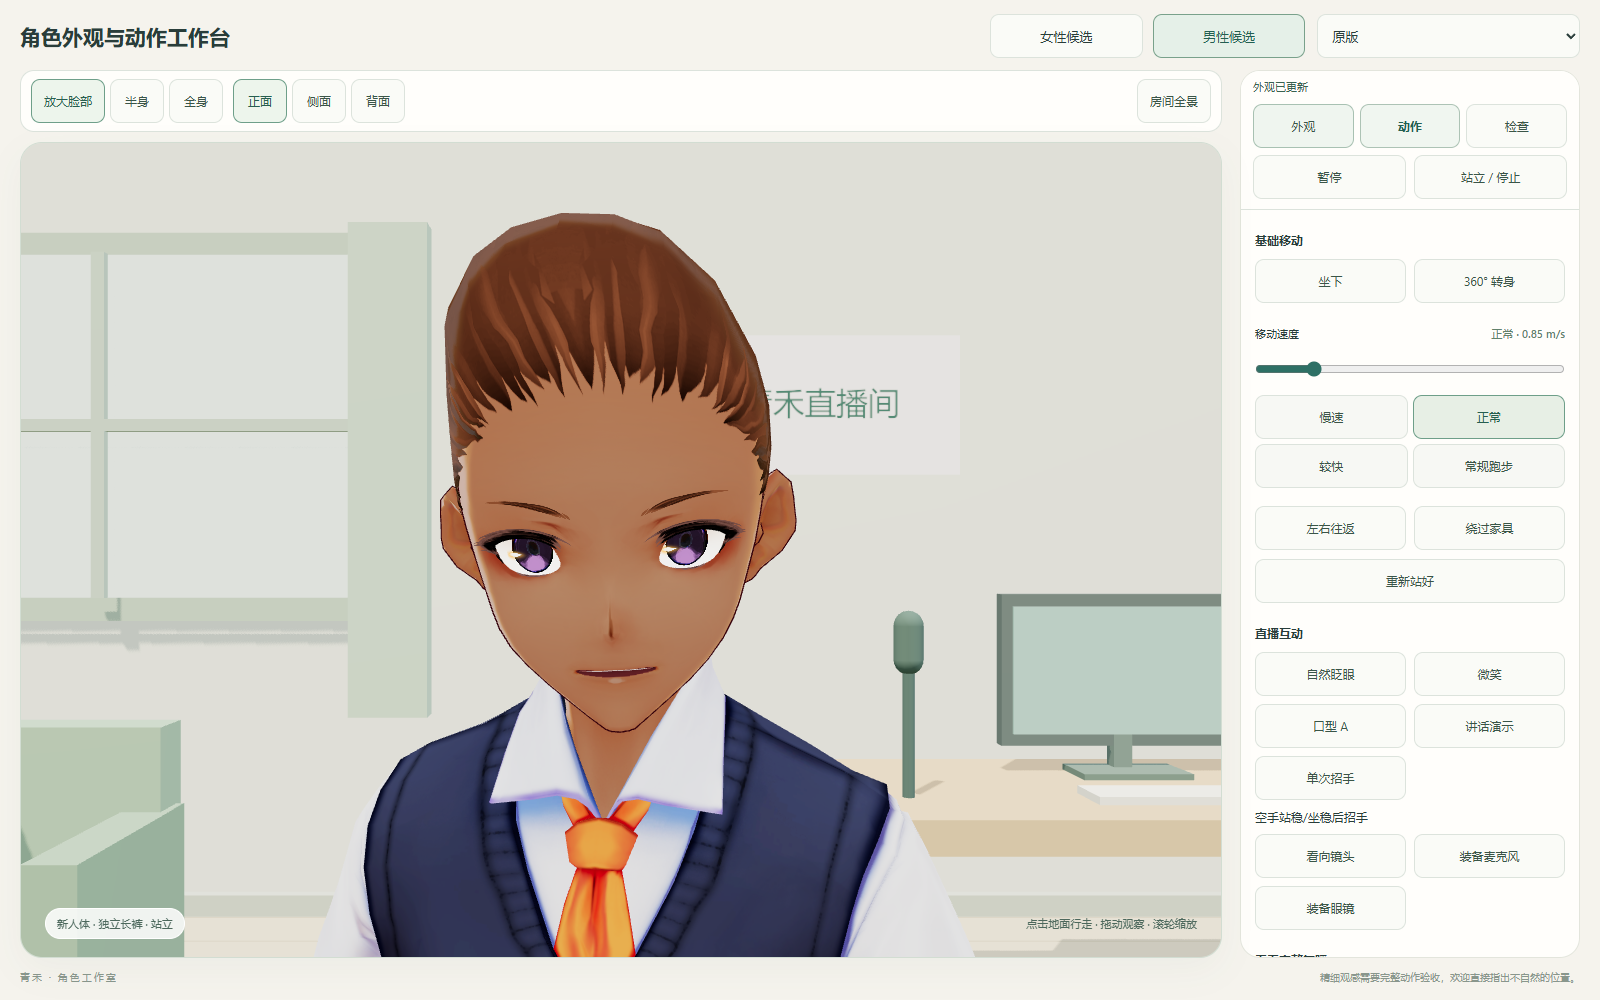 角色外观与动作工作台
女性候选
男性候选
原版
放大脸部
半身
全身
正面
侧面
背面
房间全景
禾直播间
新人体 · 独立长裤 · 站立
点击地面行走 · 拖动观察 · 滚轮缩放
外观已更新
外观
动作
检查
暂停
站立 / 停止
基础移动
坐下
360° 转身
移动速度
正常 · 0.85 m/s
慢速
正常
较快
常规跑步
左右往返
绕过家具
重新站好
直播互动
自然眨眼
微笑
口型 A
讲话演示
单次招手
空手站稳/坐稳后招手
看向镜头
装备麦克风
装备眼镜
青禾 · 角色工作室
精细观感需要完整动作验收，欢迎直接指出不自然的位置。